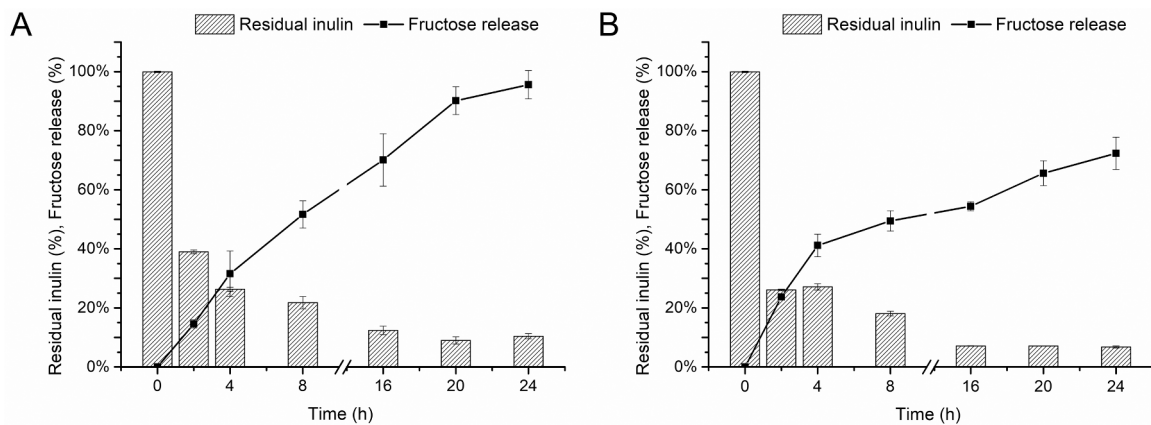 A
Residual inulin
Fructose release
Residual inulin (%), Fructose release (%)
100%
80%
60%
40%
20%
0%
0
4
8
16
20
24
Time (h)
B
Residual inulin
Fructose release
Residual inulin (%), Fructose release (%)
100%
80%
60%
40%
20%
0%
0
4
8
16
20
24
Time (h)